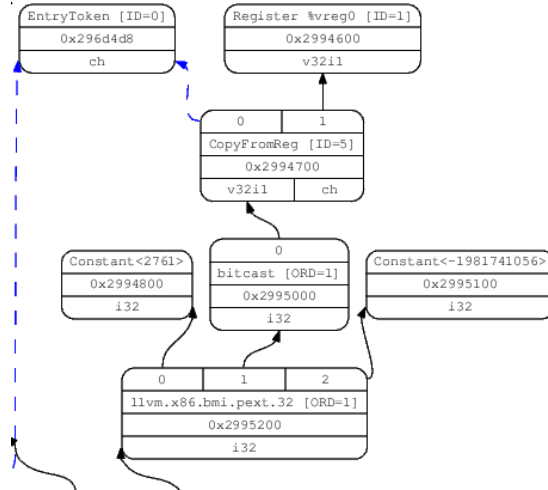 EntryToken [ID=0]
0x296d4d8
ch
Register %vreg0 [ID=1]
0x2994600
v32i1
0 1
CopyFromReg [ID=5]
0x2994700
v32i1 ch
Constant<2761>
0x2994800
i32
0
bitcast [ORD=1]
0x2995000
i32
Constant<-1981741056>
0x2995100
i32
0 1 2
llvm.x86.bmi.pext.32 [ORD=1]
0x2995200
i32